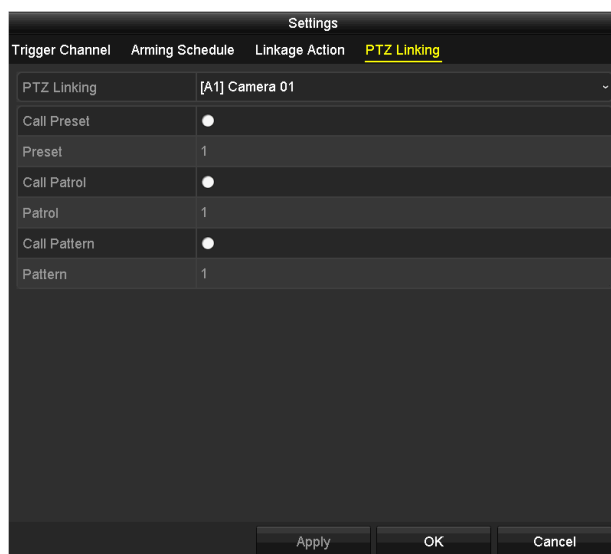 Settings
Trigger Channel Arming Schedule Linkage Action PTZ Linking
PTZ Linking [A1] Camera 01
Call Preset
Preset 1
Call Patrol
Patrol 1
Call Pattern
Pattern 1
Apply OK Cancel